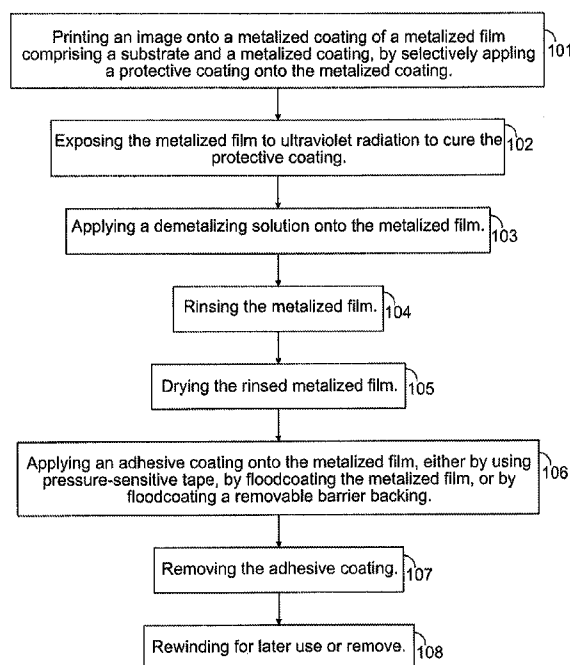 Printing an image onto a metalized coating of a metalized film
comprising a substrate and a metalized coating, by selectively appling
a protective coating onto the metalized coating.
101
Exposing the metalized film to ultraviolet radiation to cure the
protective coating.
102
Applying a demetalizing solution onto the metalized film.
103
Rinsing the metalized film.
104
Drying the rinsed metalized film.
105
Applying an adhesive coating onto the metalized film, either by using
pressure-sensitive tape, by floodcoating the metalized film, or by
floodcoating a removable barrier backing.
106
Removing the adhesive coating.
107
Rewinding for later use or remove.
108